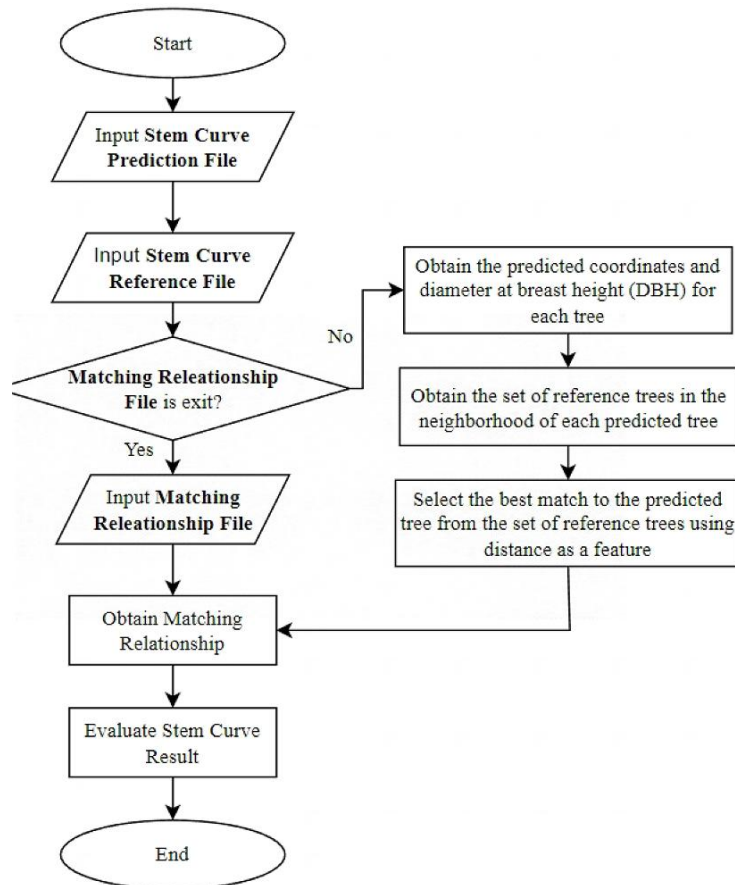 Start
Input Stem Curve
Prediction File
Input Stem Curve
Reference File
Matching Releationship
File is exit?
No
Yes
Input Matching
Releationship File
Obtain Matching
Relationship
Evaluate Stem Curve
Result
End
Obtain the predicted coordinates and
diameter at breast height (DBH) for
each tree
Obtain the set of reference trees in the
neighborhood of each predicted tree
Select the best match to the predicted
tree from the set of reference trees using
distance as a feature